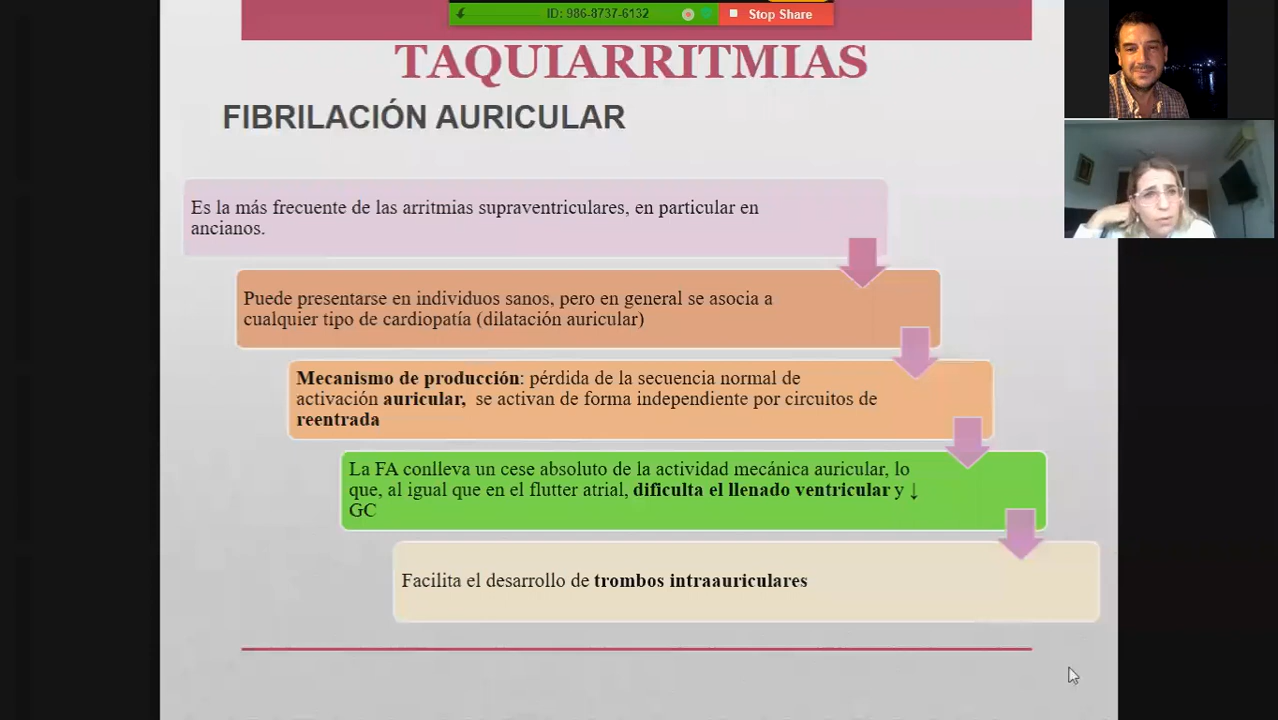 ID: 986-8737-6132
Stop Share
TAQUIARRITMIAS
FIBRILACIÓN AURICULAR
Es la más frecuente de las arritmias supraventriculares, en particular en
ancianos.
Puede presentarse en individuos sanos, pero en general se asocia a
cualquier tipo de cardiopatía (dilatación auricular)
Mecanismo de producción: pérdida de la secuencia normal de
activación auricular, se activan de forma independiente por circuitos de
reentrada
La FA conlleva un cese absoluto de la actividad mecánica auricular, lo
que, al igual que en el flutter atrial, dificulta el llenado ventricular y ↓
GC
Facilita el desarrollo de trombos intraauriculares